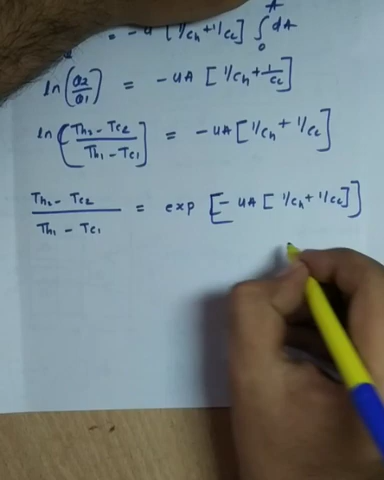 = -U [1/Ch+1/Cc] ∫₀ᴬ dA
ln(θ2/θ1) = -UA [1/Ch+1/Cc]
ln(Th2-Tc2/Th1-Tc1) = -UA[1/Ch+1/Cc]
Th2-Tc2/Th1-Tc1 = exp [-UA[1/Ch+1/Cc]]